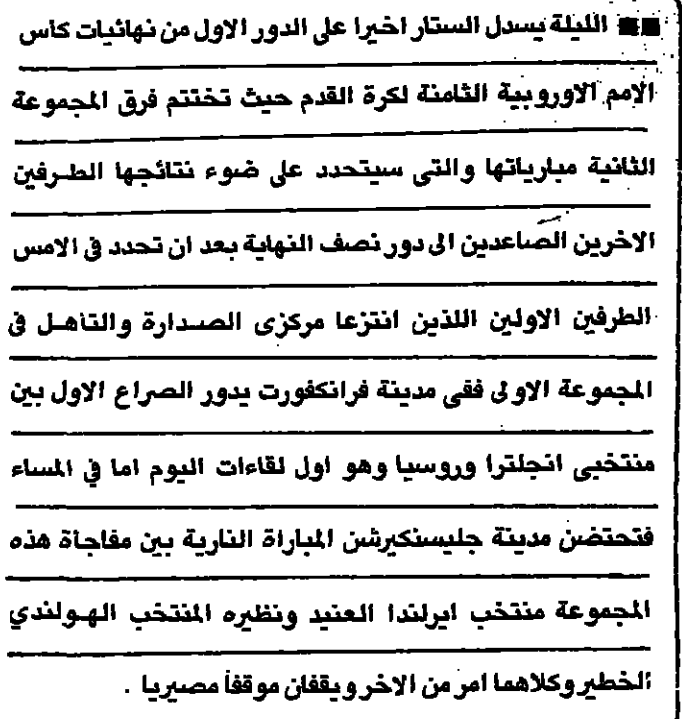 الليلة يسدل الستار اخيرا على الدور الاول من نهائيات كاس
الامم الاوروبية الثامنة لكرة القدم حيث تختتم فرق المجموعة
الثانية مبارياتها والتى سيتحدد على ضوء نتائجها الطرفين
الاخرين الصاعدين الى دور نصف النهاية بعد ان تحدد في الامس
الطرفين الاولين اللذين انتزعا مركزى الصدارة والتاهل في
المجموعة الاولى ففى مدينة فرانكفورت يدور الصراع الاول بين
منتخبى انجلترا وروسيا وهو اول لقاءات اليوم اما في المساء
فتحتضن مدينة جليسنكيرشن المباراة النارية بين مفاجأة هذه
المجموعة منتخب ايرلندا العنيد ونظيره المنتخب الهولندي
الخطير وكلاهما امر من الاخر ويقفان موقفاً مصيريا .